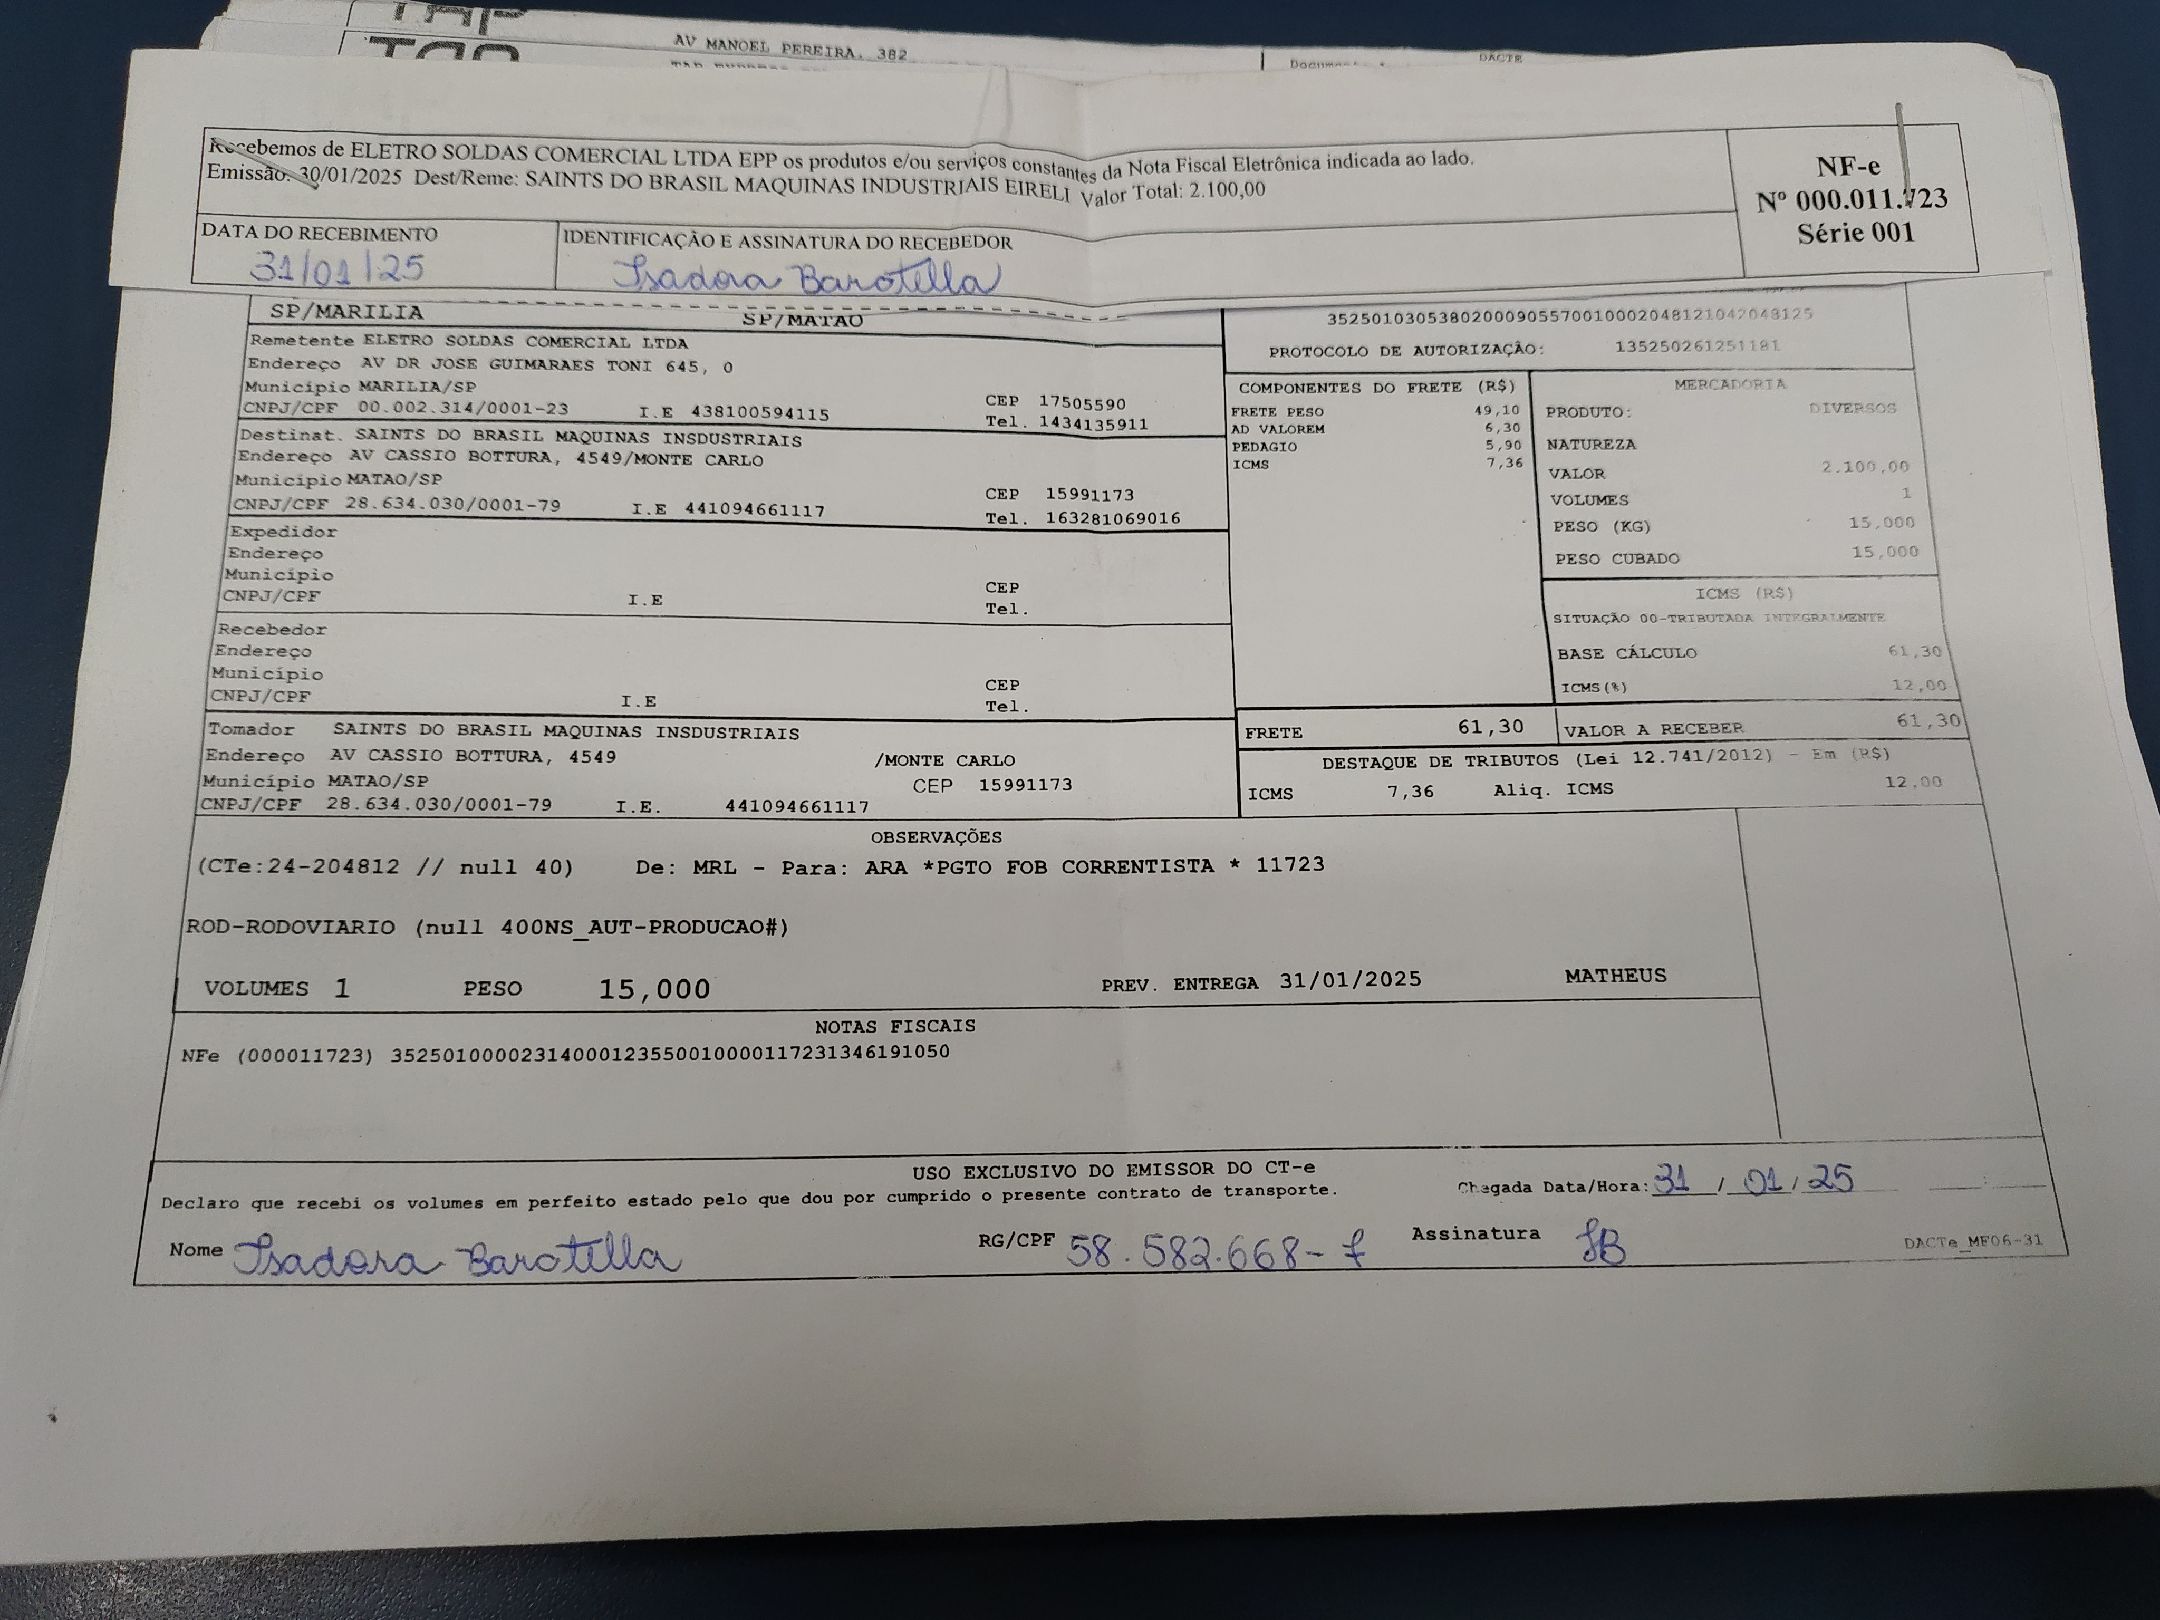 TAP
AV MANOEL PEREIRA, 382
DACTE
Recebemos de ELETRO SOLDAS COMERCIAL LTDA EPP os produtos e/ou serviços constantes da Nota Fiscal Eletrônica indicada ao lado.
Emissão: 30/01/2025 Dest/Reme: SAINTS DO BRASIL MAQUINAS INDUSTRIAIS EIRELI Valor Total: 2.100,00
NF-e
Nº 000.011.723
Série 001
DATA DO RECEBIMENTO
31/01/25
IDENTIFICAÇÃO E ASSINATURA DO RECEBEDOR
Isadora Barotella
SP/MARILIA SP/MATAO
Remetente ELETRO SOLDAS COMERCIAL LTDA
Endereço AV DR JOSE GUIMARAES TONI 645, 0
Município MARILIA/SP CEP 17505590
CNPJ/CPF 00.002.314/0001-23 I.E 438100594115 Tel. 1434135911
Destinat. SAINTS DO BRASIL MAQUINAS INSDUSTRIAIS
Endereço AV CASSIO BOTTURA, 4549/MONTE CARLO
Município MATAO/SP CEP 15991173
CNPJ/CPF 28.634.030/0001-79 I.E 441094661117 Tel. 163281069016
Expedidor
Endereço
Município CEP
CNPJ/CPF I.E Tel.
Recebedor
Endereço
Município CEP
CNPJ/CPF I.E Tel.
Tomador SAINTS DO BRASIL MAQUINAS INSDUSTRIAIS
Endereço AV CASSIO BOTTURA, 4549 /MONTE CARLO
Município MATAO/SP CEP 15991173
CNPJ/CPF 28.634.030/0001-79 I.E. 441094661117
35250103053802000905570010002048121042048125
PROTOCOLO DE AUTORIZAÇÃO: 135250261251181
COMPONENTES DO FRETE (R$)
FRETE PESO 49,10
AD VALOREM 6,30
PEDAGIO 5,90
ICMS 7,36
MERCADORIA
PRODUTO: DIVERSOS
NATUREZA
VALOR 2.100,00
VOLUMES 1
PESO (KG) 15,000
PESO CUBADO 15,000
ICMS (R$)
SITUAÇÃO 00-TRIBUTADA INTEGRALMENTE
BASE CÁLCULO 61,30
ICMS(%) 12,00
FRETE 61,30 VALOR A RECEBER 61,30
DESTAQUE DE TRIBUTOS (Lei 12.741/2012) - Em (R$)
ICMS 7,36 Aliq. ICMS 12,00
OBSERVAÇÕES
(CTe:24-204812 // null 40) De: MRL - Para: ARA *PGTO FOB CORRENTISTA * 11723
ROD-RODOVIARIO (null 400NS_AUT-PRODUCAO#)
VOLUMES 1 PESO 15,000 PREV. ENTREGA 31/01/2025 MATHEUS
NOTAS FISCAIS
NFe (000011723) 35250100002314000123550010000117231346191050
USO EXCLUSIVO DO EMISSOR DO CT-e
Declaro que recebi os volumes em perfeito estado pelo que dou por cumprido o presente contrato de transporte. Chegada Data/Hora: 31 / 01 / 25
Nome Isadora Barotella RG/CPF 58.582.668-7 Assinatura IB DACTe_MF06-31